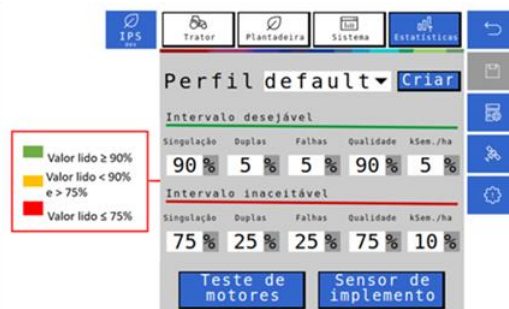 IPS
Dev
Trator
Plantadeira
Sistema
Estatísticas
Perfil default Criar
Intervalo desejável
Singulação Duplas Falhas Qualidade kSem./ha
90 % 5 % 5 % 90 % 5 %
Intervalo inaceitável
Singulação Duplas Falhas Qualidade kSem./ha
75 % 25 % 25 % 75 % 10 %
Teste de
motores
Sensor de
implemento
Valor lido ≥ 90%
Valor lido < 90%
e > 75%
Valor lido ≤ 75%